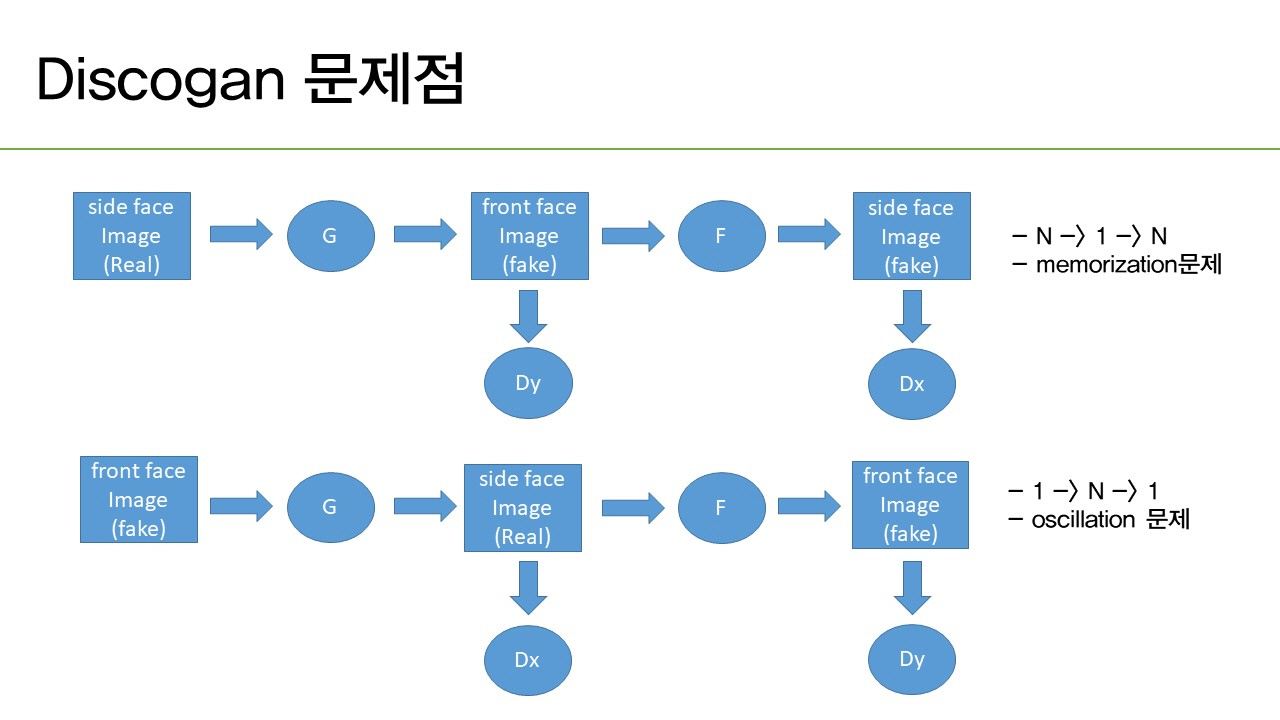 Discogan 문제점
side face
Image
(Real)
G
front face
Image
(fake)
F
side face
Image
(fake)
- N -> 1 -> N
- memorization문제
Dy
Dx
front face
Image
(fake)
G
side face
Image
(Real)
F
front face
Image
(fake)
- 1 -> N -> 1
- oscillation 문제
Dx
Dy